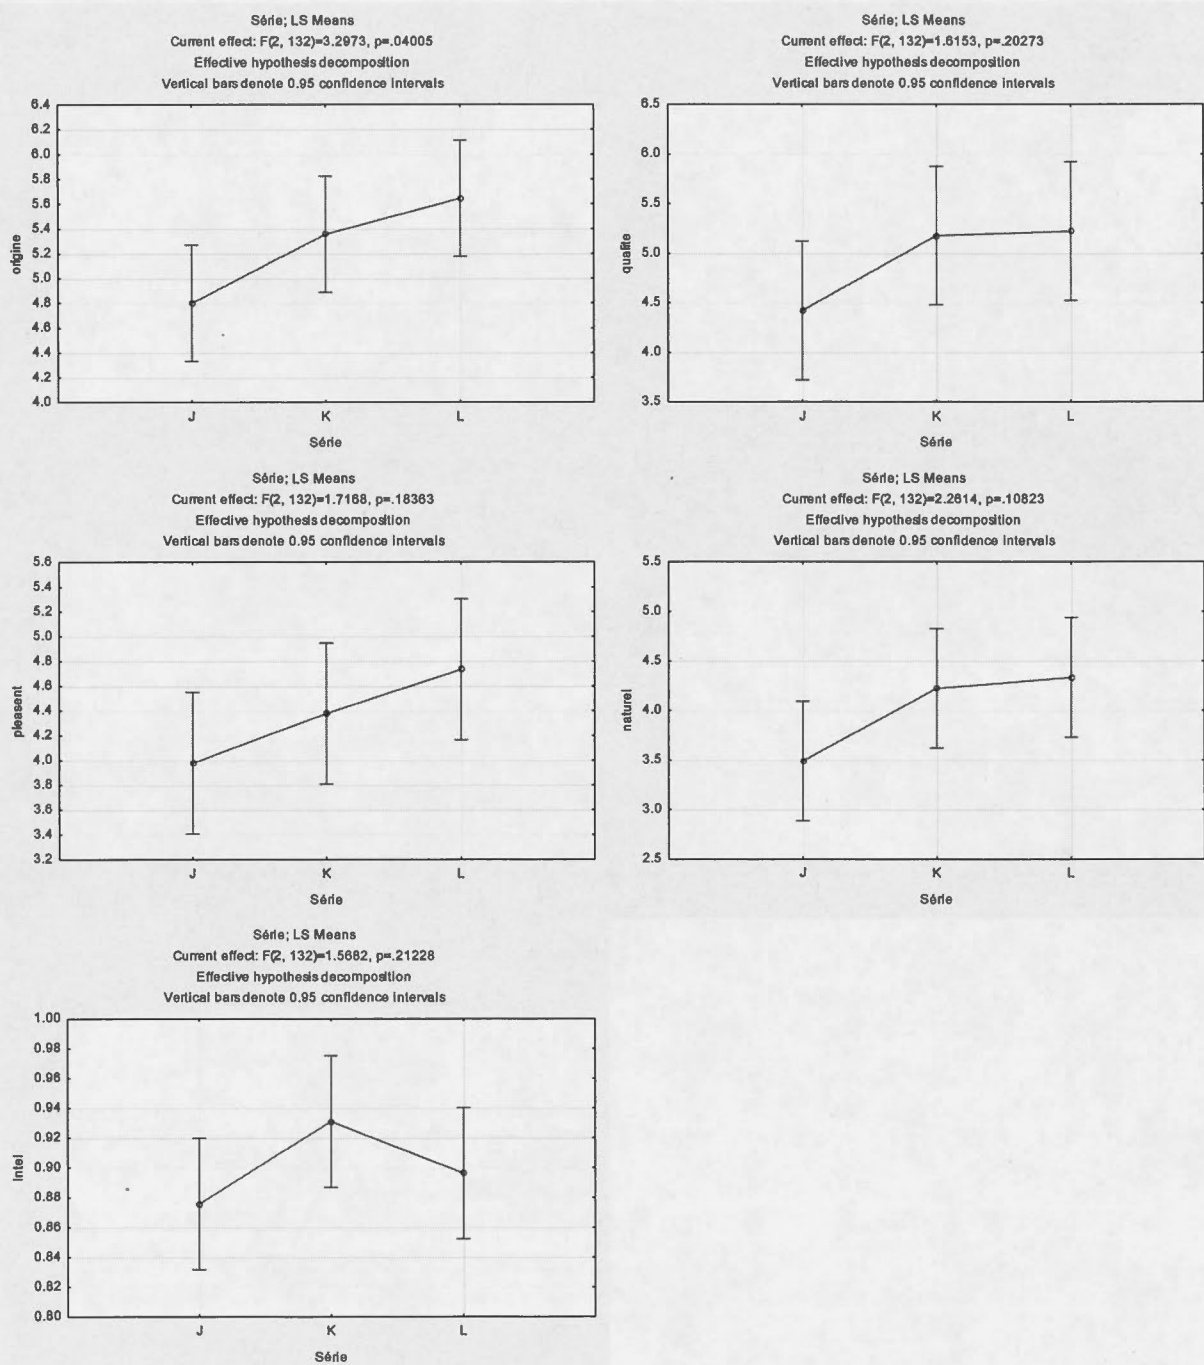 Série; LS Means
Current effect: F(2, 132)=3.2973, p=.04005
Effective hypothesis decomposition
Vertical bars denote 0.95 confidence intervals
6.4
6.2
6.0
5.8
5.6
5.4
5.2
5.0
4.8
4.6
4.4
4.2
4.0
origine
J K L
Série
Série; LS Means
Current effect: F(2, 132)=1.6153, p=.20273
Effective hypothesis decomposition
Vertical bars denote 0.95 confidence intervals
6.5
6.0
5.5
5.0
4.5
4.0
3.5
qualite
J K L
Série
Série; LS Means
Current effect: F(2, 132)=1.7168, p=.18363
Effective hypothesis decomposition
Vertical bars denote 0.95 confidence intervals
5.6
5.4
5.2
5.0
4.8
4.6
4.4
4.2
4.0
3.8
3.6
3.4
3.2
pleasent
J K L
Série
Série; LS Means
Current effect: F(2, 132)=2.2614, p=.10823
Effective hypothesis decomposition
Vertical bars denote 0.95 confidence intervals
5.5
5.0
4.5
4.0
3.5
3.0
2.5
naturel
J K L
Série
Série; LS Means
Current effect: F(2, 132)=1.5682, p=.21228
Effective hypothesis decomposition
Vertical bars denote 0.95 confidence intervals
1.00
0.98
0.96
0.94
0.92
0.90
0.88
0.86
0.84
0.82
0.80
Intel
J K L
Série